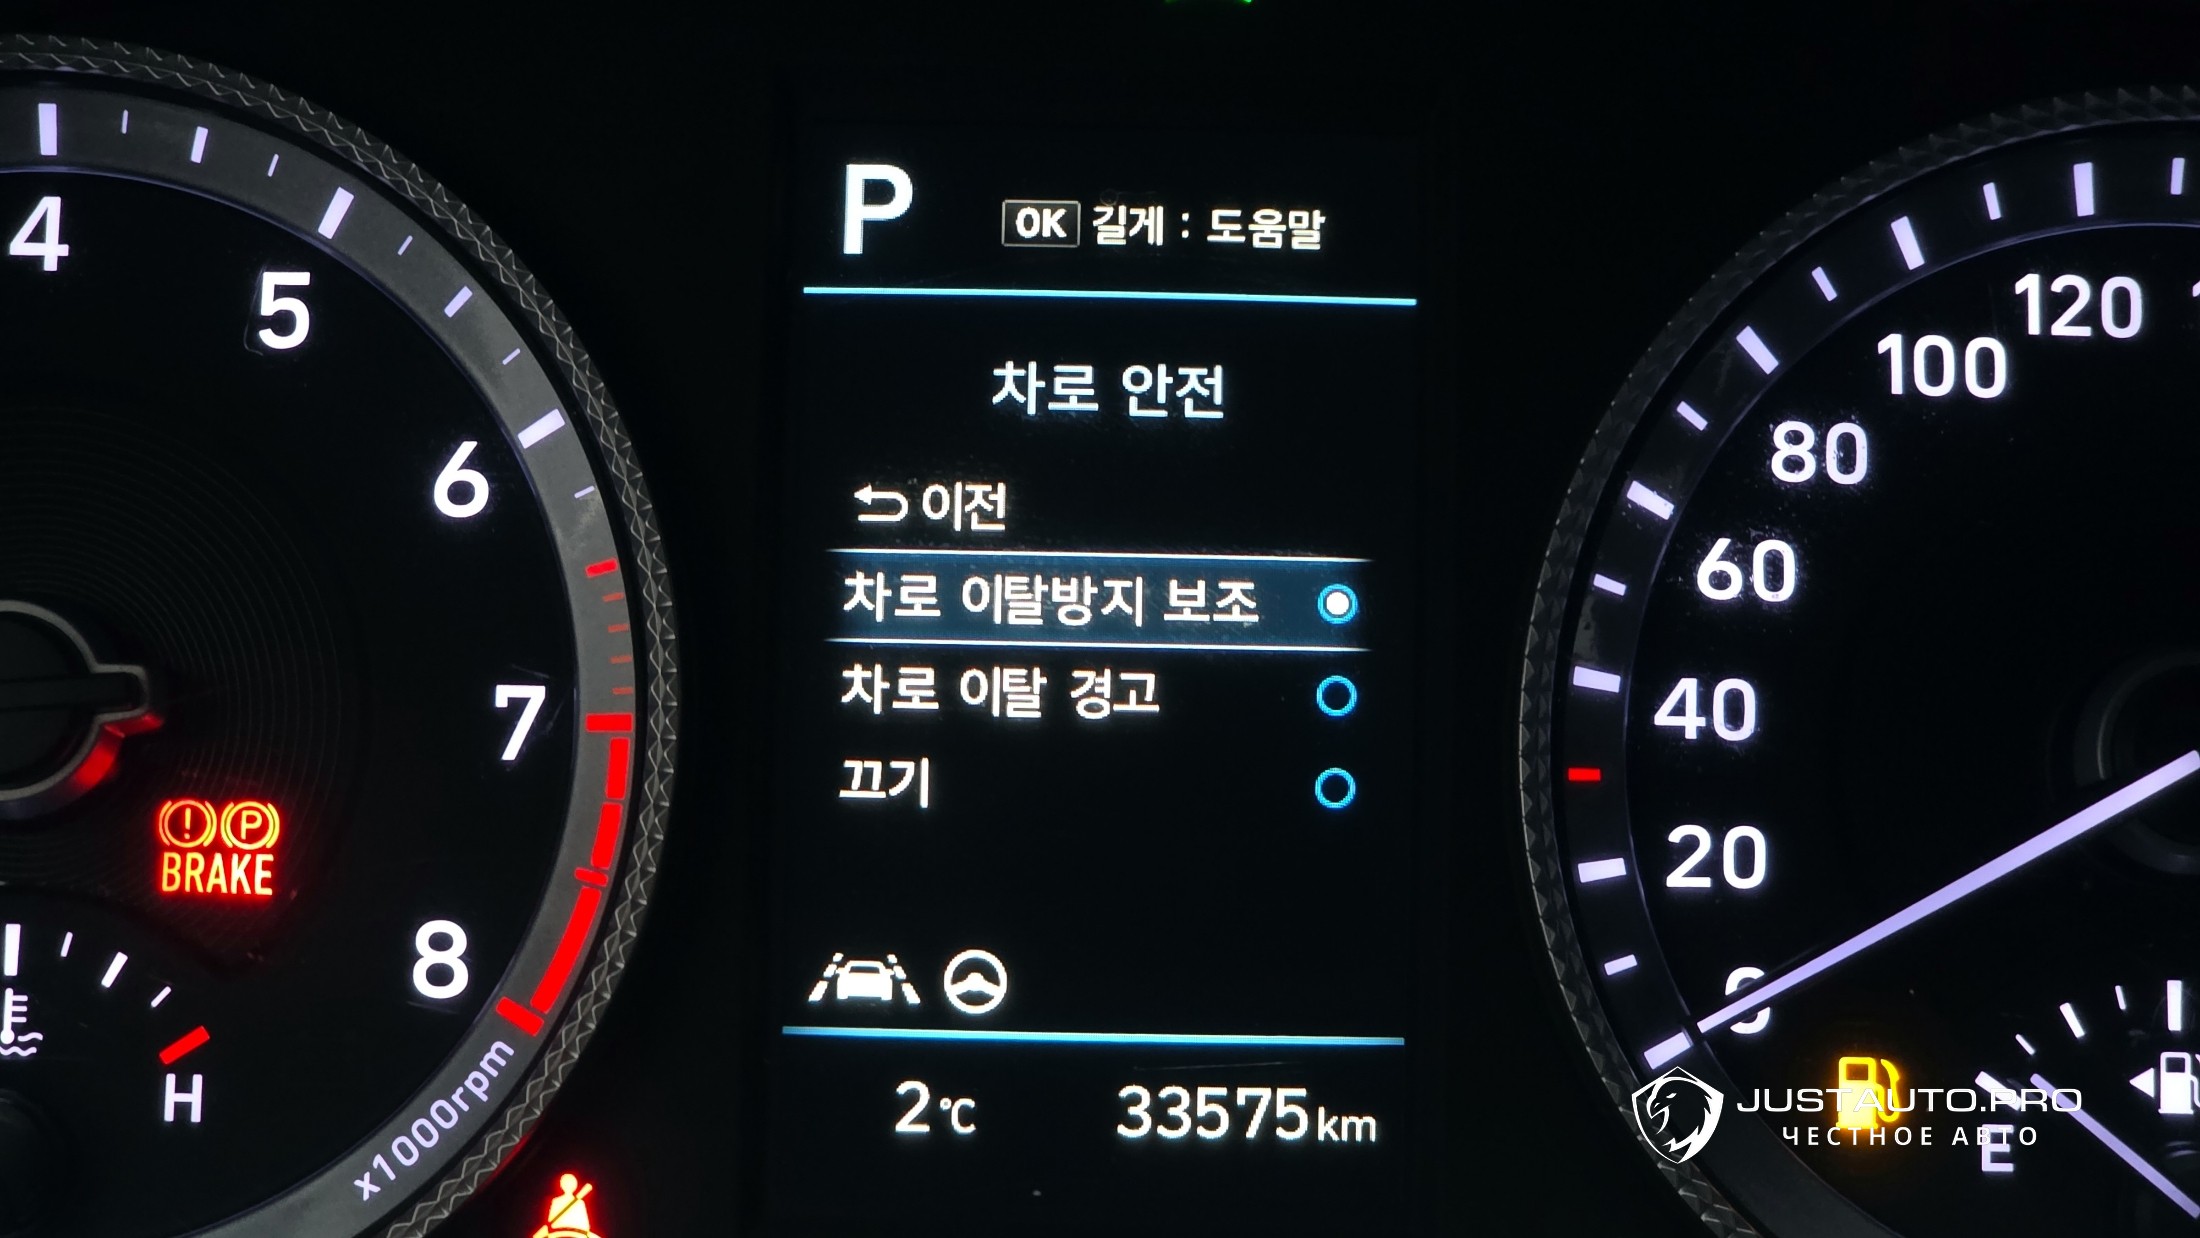 P
OK 길게 : 도움말
차로 안전
이전
차로 이탈방지 보조
차로 이탈 경고
끄기
2℃ 33575km
4
5
6
7
8
x1000rpm
P
BRAKE
H
120
100
80
60
40
20
0
E
JUSTAUTO.PRO
ЧЕСТНОЕ АВТО